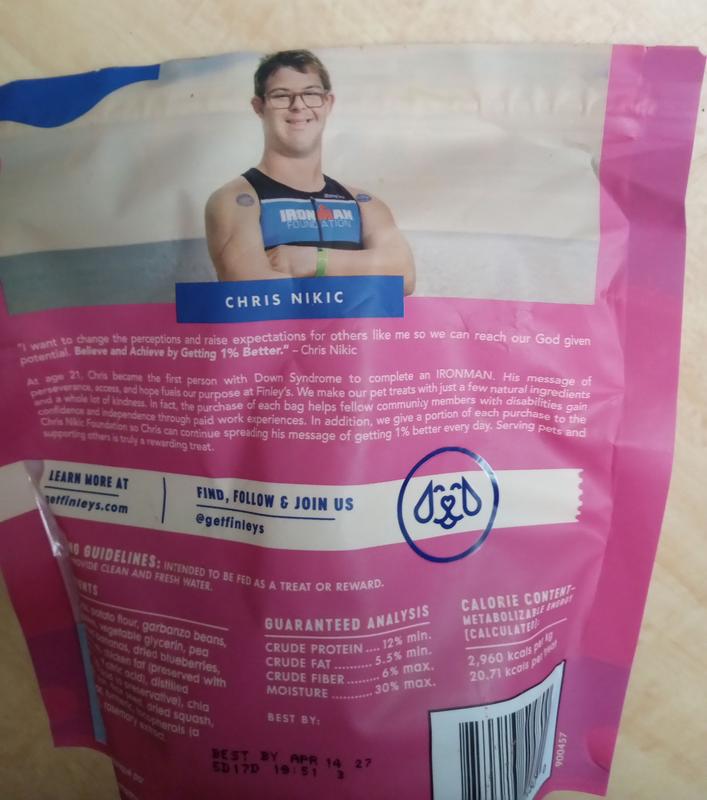 IRONMAN
FOUNDATION
CHRIS NIKIC
"I want to change the perceptions and raise expectations for others like me so we can reach our God given
potential. Believe and Achieve by Getting 1% Better." – Chris Nikic
At age 21, Chris became the first person with Down Syndrome to complete an IRONMAN. His message of
perseverance, access, and hope fuels our purpose at Finley's. We make our pet treats with just a few natural ingredients
and a whole lot of kindness. In fact, the purchase of each bag helps fellow community members with disabilities gain
confidence and independence through paid work experiences. In addition, we give a portion of each purchase to the
Chris Nikic Foundation so Chris can continue spreading his message of getting 1% better every day. Serving pets and
supporting others is truly a rewarding treat.
LEARN MORE AT
getfinleys.com
FIND, FOLLOW & JOIN US
@getfinleys
GUIDELINES: INTENDED TO BE FED AS A TREAT OR REWARD.
PROVIDE CLEAN AND FRESH WATER.
potato flour, garbanzo beans,
vegetable glycerin, pea
bananas, dried blueberries,
chicken fat (preserved with
acid), distilled
preservative), chia
dried squash,
turmeric, tocopherols (a
rosemary extract.
GUARANTEED ANALYSIS
CRUDE PROTEIN .... 12% min.
CRUDE FAT .......... 5.5% min.
CRUDE FIBER ......... 6% max.
MOISTURE ............ 30% max.
CALORIE CONTENT-
METABOLIZABLE ENERGY
(CALCULATED):
2,960 kcals per kg
20.71 kcals per treat
BEST BY:
BEST BY APR 14 27
5D17D 19:51 3
900457